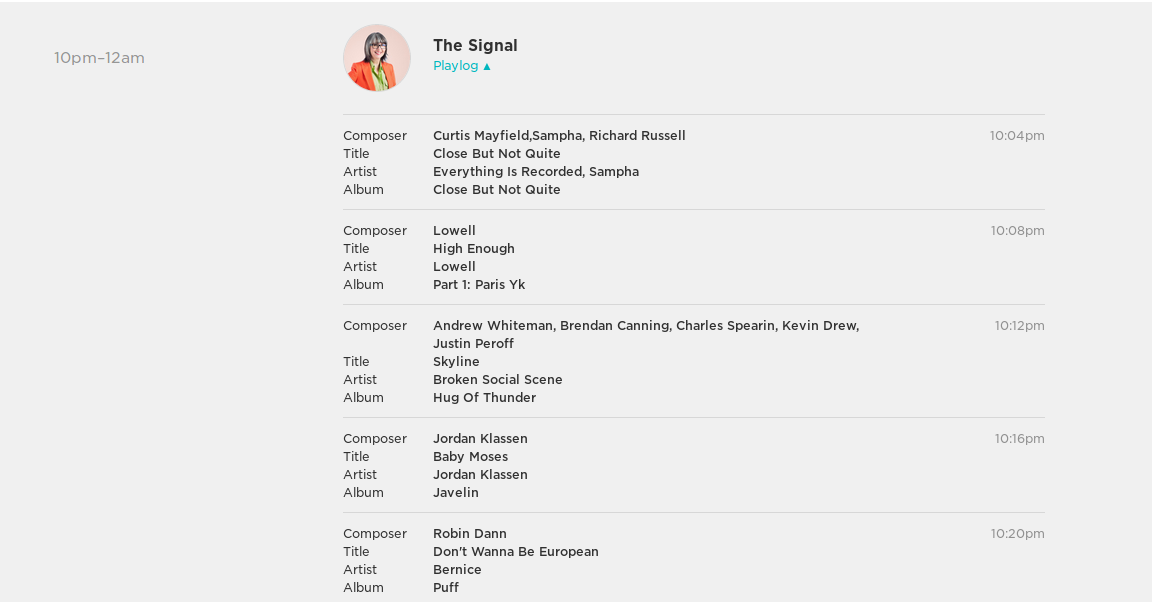 10pm–12am
The Signal
Playlog ▲
Composer Curtis Mayfield,Sampha, Richard Russell 10:04pm
Title Close But Not Quite
Artist Everything Is Recorded, Sampha
Album Close But Not Quite
Composer Lowell 10:08pm
Title High Enough
Artist Lowell
Album Part 1: Paris Yk
Composer Andrew Whiteman, Brendan Canning, Charles Spearin, Kevin Drew, 10:12pm
Justin Peroff
Title Skyline
Artist Broken Social Scene
Album Hug Of Thunder
Composer Jordan Klassen 10:16pm
Title Baby Moses
Artist Jordan Klassen
Album Javelin
Composer Robin Dann 10:20pm
Title Don't Wanna Be European
Artist Bernice
Album Puff